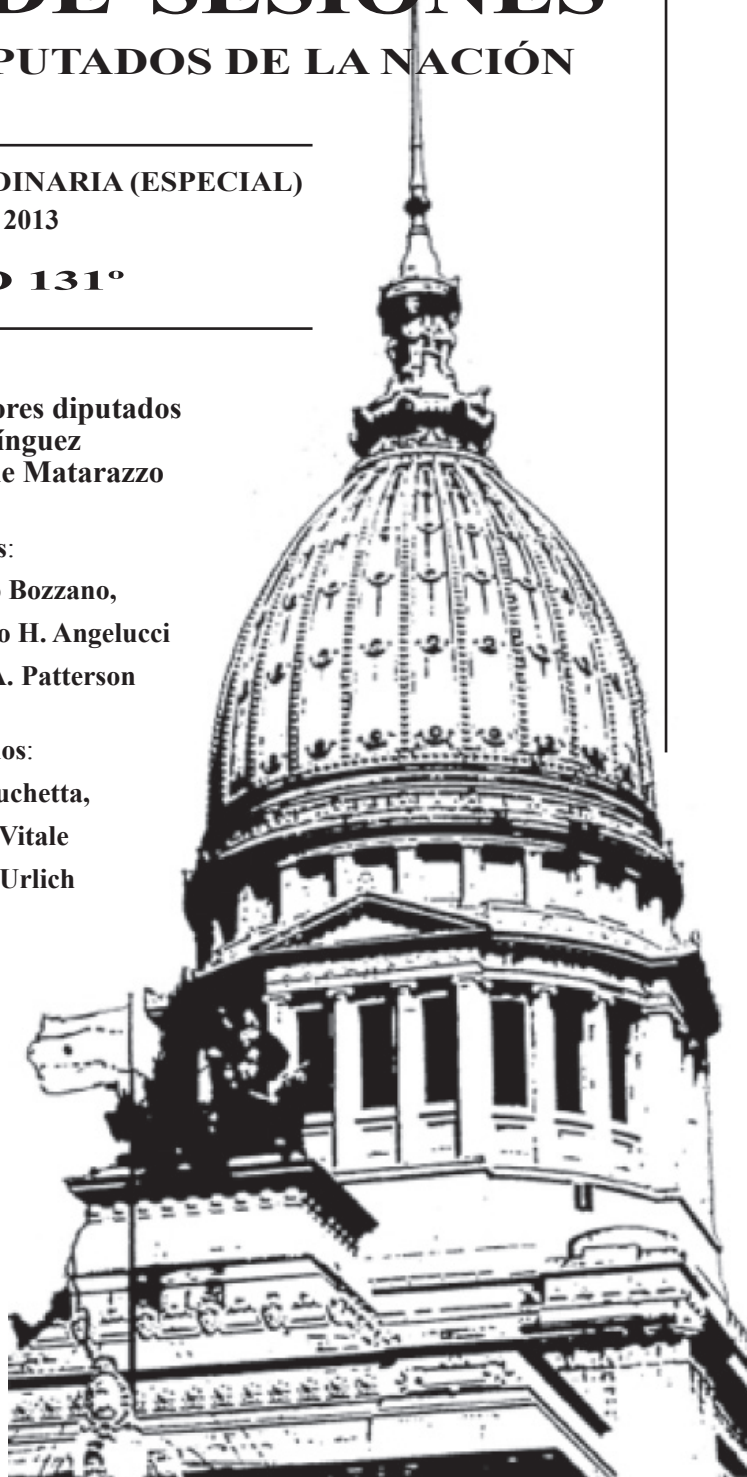 DE SESIONES
PUTADOS DE LA NACIÓN
DINARIA (ESPECIAL)
2013
O 131º
ores diputados
ínguez
e Matarazzo
s:
o Bozzano,
o H. Angelucci
A. Patterson
ios:
uchetta,
Vitale
Urlich